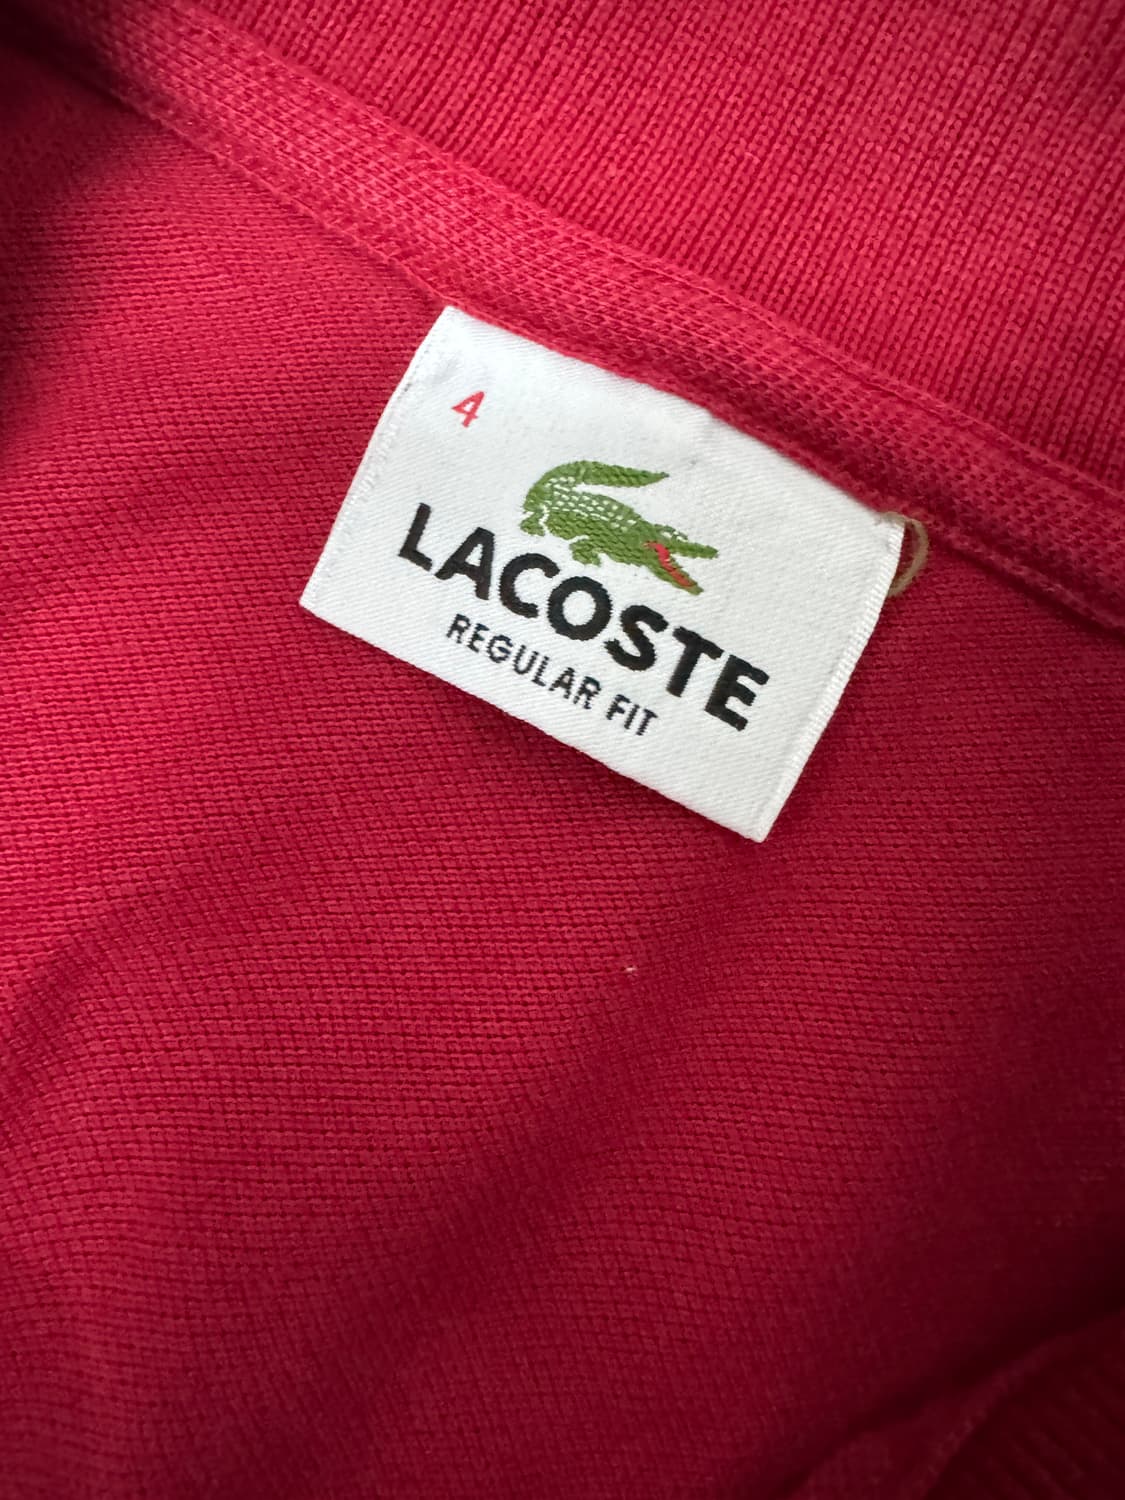 4
LACOSTE
REGULAR FIT